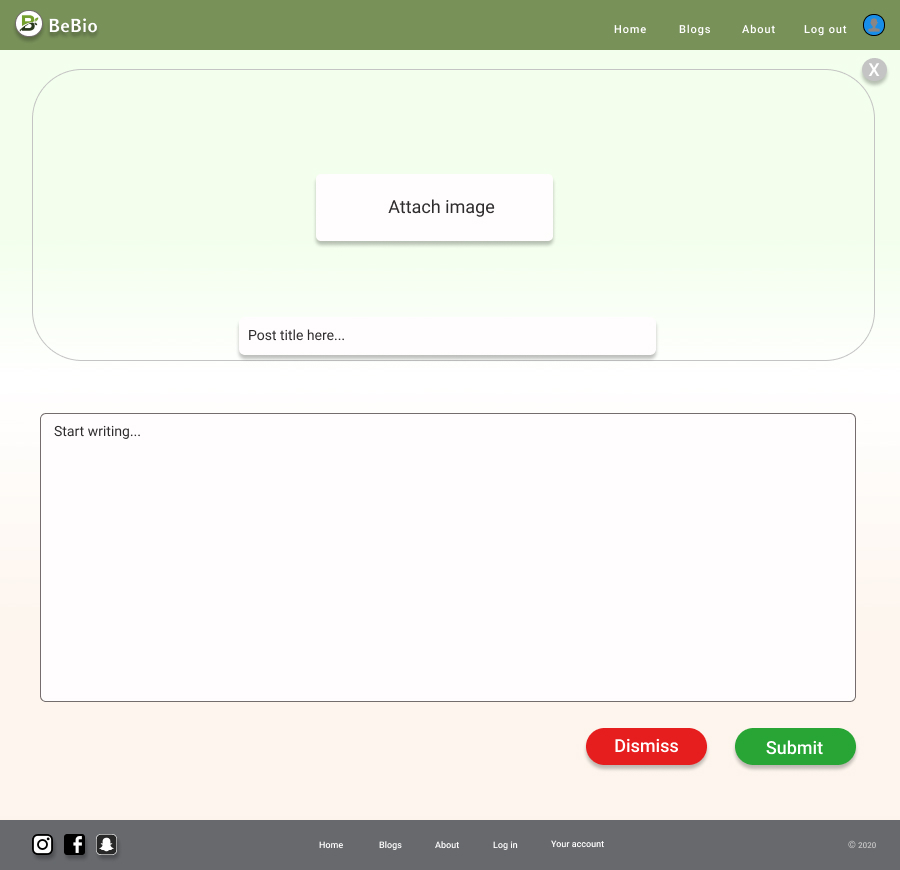 BeBio
Home Blogs About Log out
X
Attach image
Post title here...
Start writing...
Dismiss Submit
Home Blogs About Log in Your account © 2020